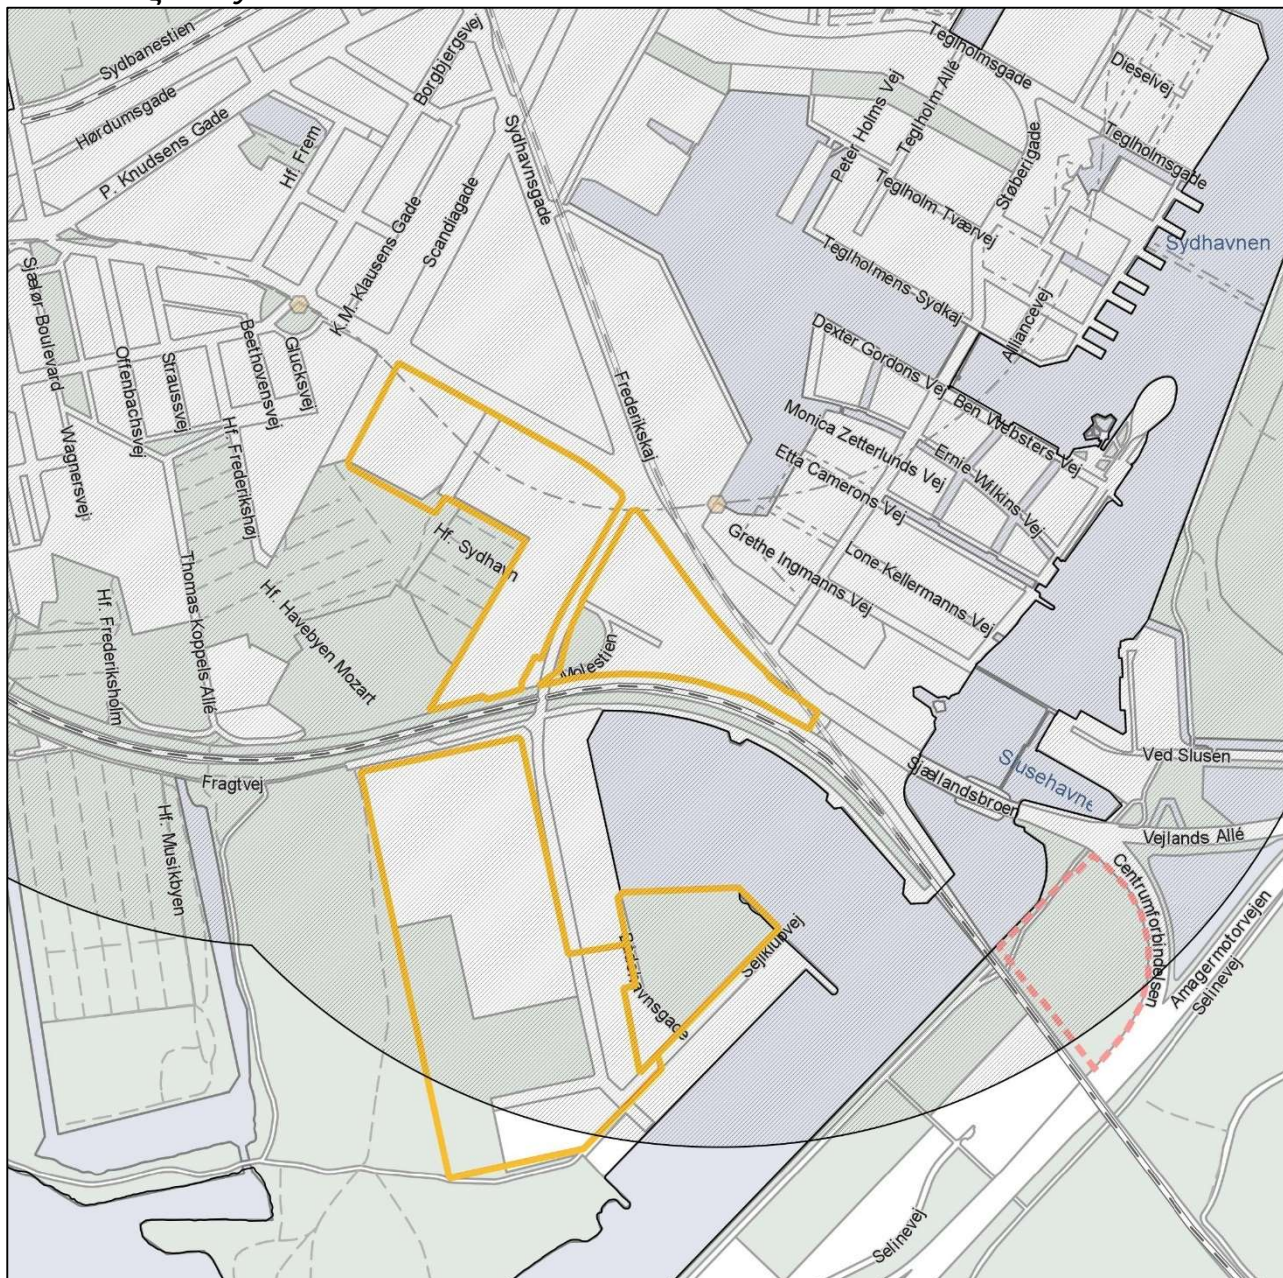 Sydbanestien
Borgbjergsvej
Teglholmsgade
Dieselvej
Hørdumsgade
P. Knudsens Gade
Hf. Frem
Sydhavnsgade
Peter Holms Vej
Teglholm Allé
Støberigade
Teglholmsgade
K.M. Klausens Gade
Scandiagade
Teglholm Tværvej
Sydhavnen
Sjælør Boulevard
Teglholmens Sydkaj
Offenbachsvej
Straussvej
Beethovensvej
Glucksvej
Alliancevej
Dexter Gordons Vej
Frederikskaj
Ben Websters Vej
Wagnersvej
Hf. Frederikshøj
Monica Zetterlunds Vej
Ernie Wilkins Vej
Etta Camerons Vej
Hf. Sydhavn
Grethe Ingmanns Vej
Lone Kellermanns Vej
Hf. Frederiksholm
Thomas Koppels Allé
Hf. Havebyen Mozart
Molestien
Fragtvej
Ved Slusen
Sjællandsbroen
Slusehavne
Vejlands Allé
Hf. Musikbyen
Centrumforbindelsen
Sejlklubvej
Bådehavnsgade
Amagermotorvejen
Selinevej
Selinevej